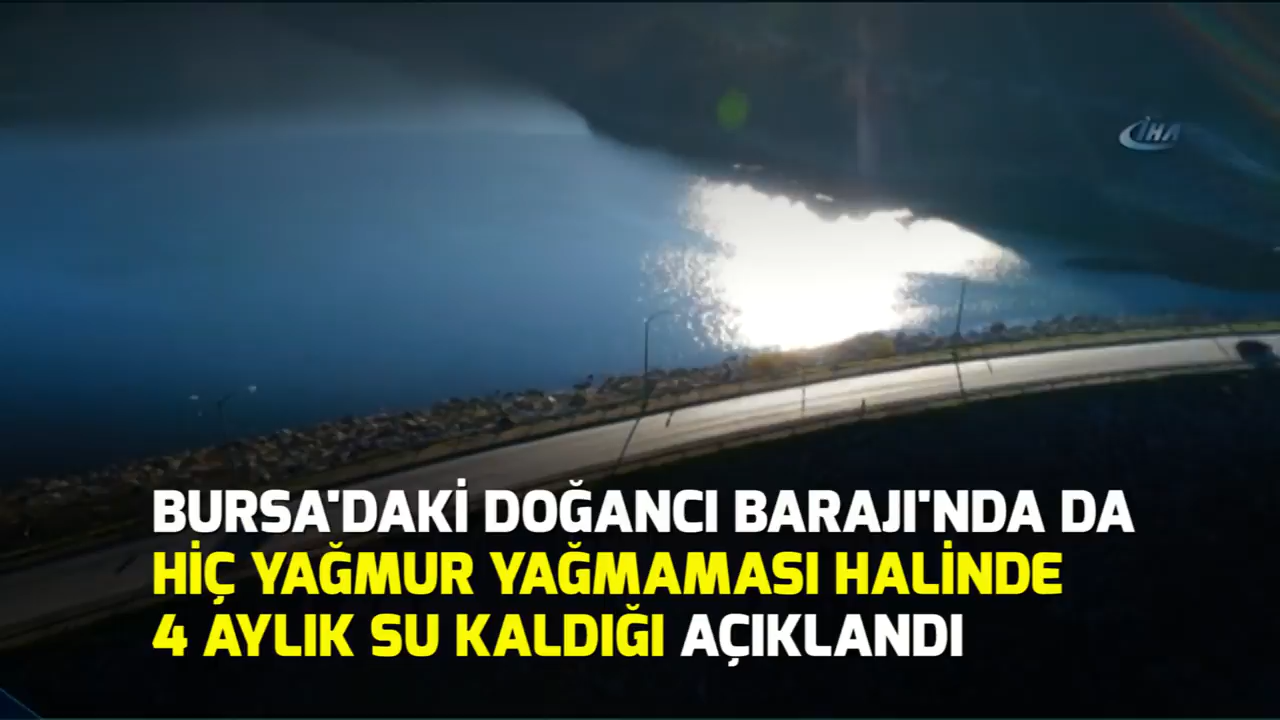 İHA
BURSA'DAKİ DOĞANCI BARAJI'NDA DA
HİÇ YAĞMUR YAĞMAMASI HALİNDE
4 AYLIK SU KALDIĞI AÇIKLANDI